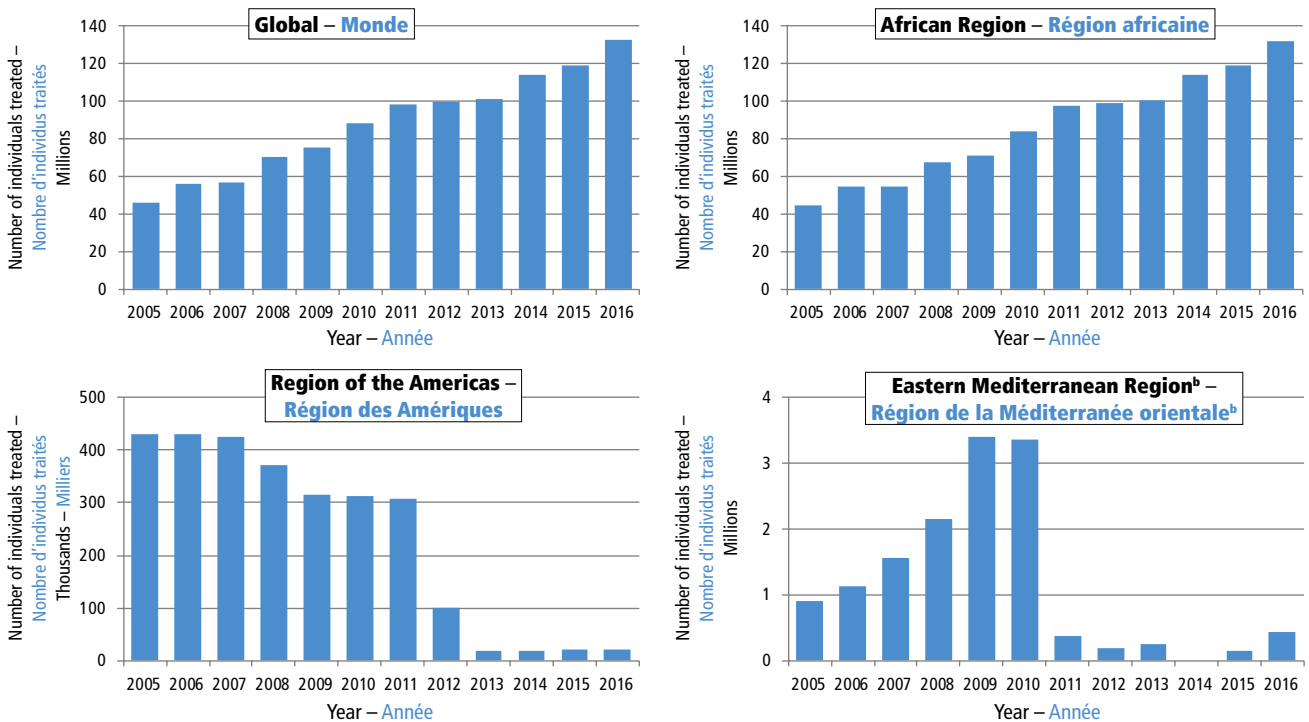 Global – Monde
Number of individuals treated –
Nombre d'individus traités
Millions
140
120
100
80
60
40
20
0
2005 2006 2007 2008 2009 2010 2011 2012 2013 2014 2015 2016
Year – Année
African Region – Région africaine
Number of individuals treated –
Nombre d'individus traités
Millions
140
120
100
80
60
40
20
0
2005 2006 2007 2008 2009 2010 2011 2012 2013 2014 2015 2016
Year – Année
Region of the Americas –
Région des Amériques
Number of individuals treated –
Nombre d'individus traités
Thousands – Milliers
500
400
300
200
100
0
2005 2006 2007 2008 2009 2010 2011 2012 2013 2014 2015 2016
Year – Année
Eastern Mediterranean Regionᵇ –
Région de la Méditerranée orientaleᵇ
Number of individuals treated –
Nombre d'individus traités
Millions
4
3
2
1
0
2005 2006 2007 2008 2009 2010 2011 2012 2013 2014 2015 2016
Year – Année